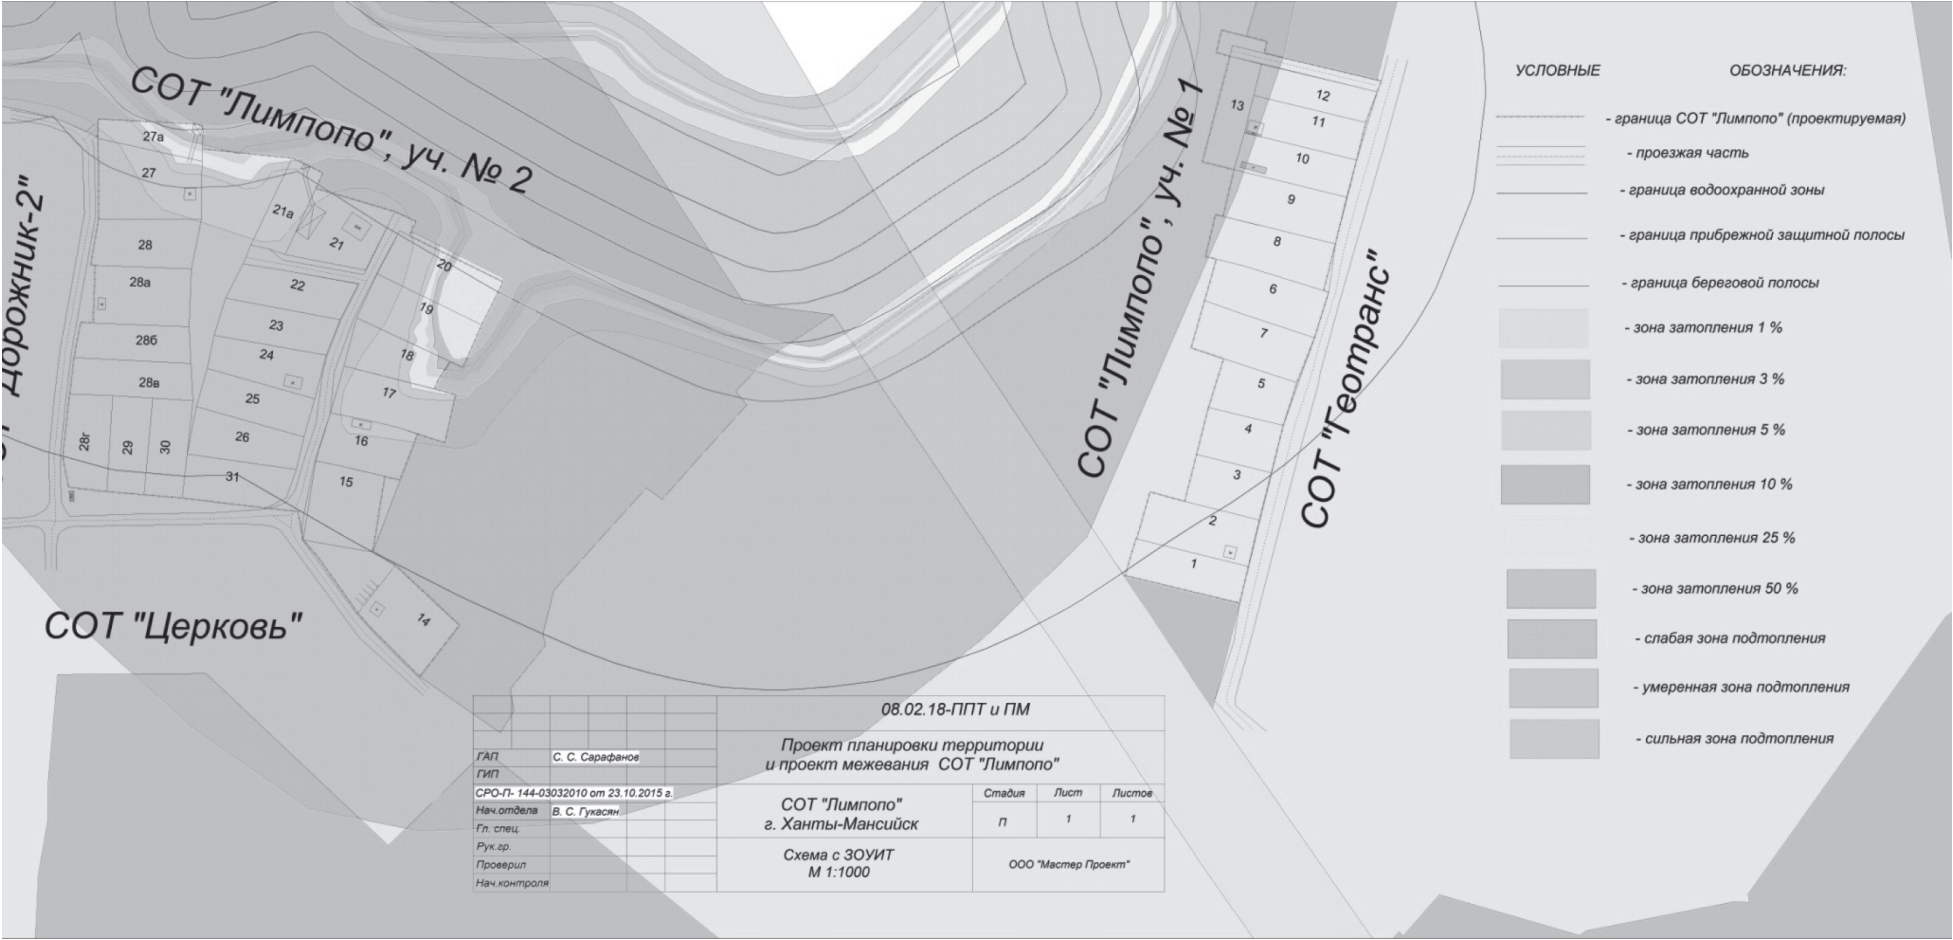 СОТ "Лимпопо", уч. № 2
27а
27
21а
21
28
28а
28б
28в
28г
29
30
22
23
24
25
26
31
20
19
18
17
16
15
14
Дорожник-2"
СОТ "Церковь"
СОТ "Лимпопо", уч. № 1
13
12
11
10
9
8
6
7
5
4
3
2
1
СОТ "Геотранс"
УСЛОВНЫЕ ОБОЗНАЧЕНИЯ:
- граница СОТ "Лимпопо" (проектируемая)
- проезжая часть
- граница водоохранной зоны
- граница прибрежной защитной полосы
- граница береговой полосы
- зона затопления 1 %
- зона затопления 3 %
- зона затопления 5 %
- зона затопления 10 %
- зона затопления 25 %
- зона затопления 50 %
- слабая зона подтопления
- умеренная зона подтопления
- сильная зона подтопления
08.02.18-ППТ и ПМ
Проект планировки территории
и проект межевания СОТ "Лимпопо"
ГАП С. С. Сарафанов
ГИП
СРО-П- 144-03032010 от 23.10.2015 г.
Нач.отдела В. С. Гукасян
Гл. спец.
Рук.гр.
Проверил
Нач.контроля
СОТ "Лимпопо"
г. Ханты-Мансийск
Стадия Лист Листов
П 1 1
Схема с ЗОУИТ
М 1:1000
ООО "Мастер Проект"